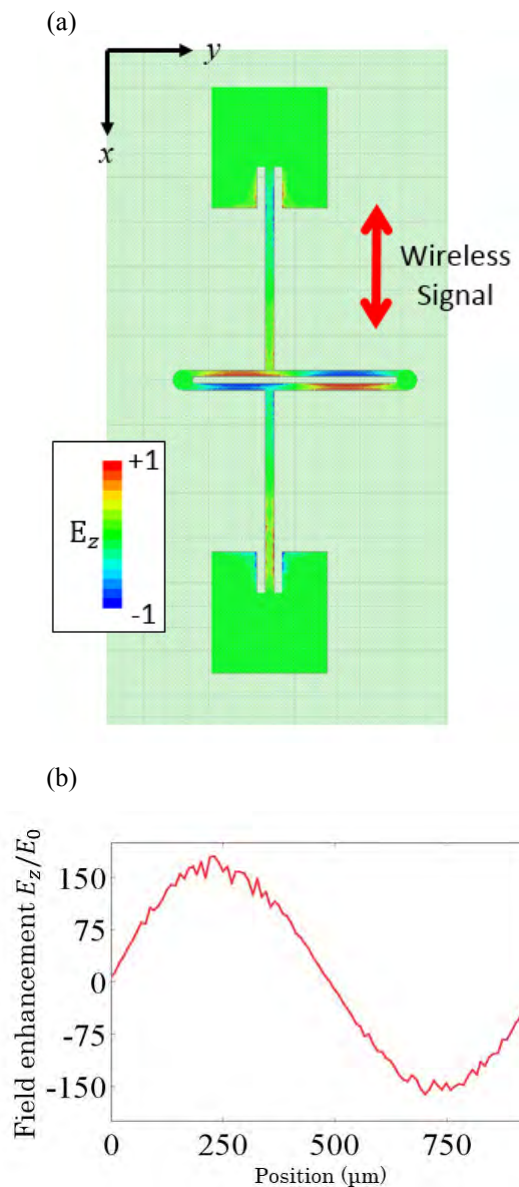 (a)
y
x
Wireless
Signal
+1
E_z
-1
(b)
Field enhancement E_z/E_0
150
75
0
-75
-150
0 250 500 750
Position (μm)